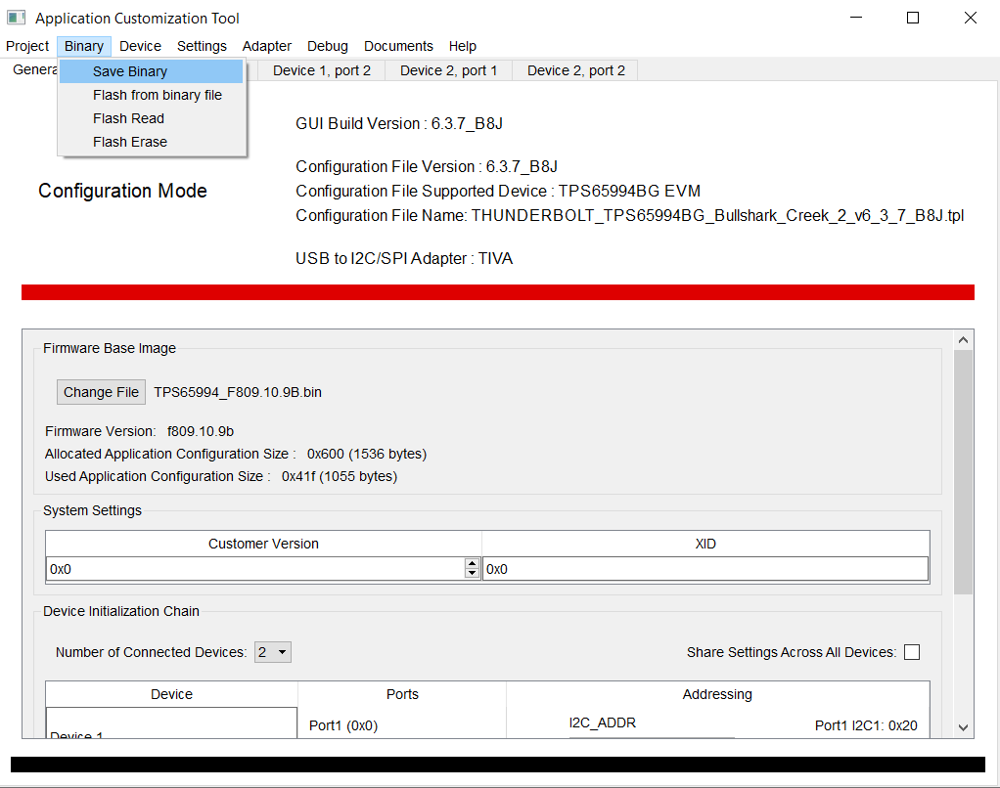 Application Customization Tool
Project Binary Device Settings Adapter Debug Documents Help
Genera Device 1, port 2 Device 2, port 1 Device 2, port 2
Save Binary
Flash from binary file
Flash Read
Flash Erase
GUI Build Version : 6.3.7_B8J
Configuration File Version : 6.3.7_B8J
Configuration Mode
Configuration File Supported Device : TPS65994BG EVM
Configuration File Name: THUNDERBOLT_TPS65994BG_Bullshark_Creek_2_v6_3_7_B8J.tpl
USB to I2C/SPI Adapter : TIVA
Firmware Base Image
Change File TPS65994_F809.10.9B.bin
Firmware Version: f809.10.9b
Allocated Application Configuration Size : 0x600 (1536 bytes)
Used Application Configuration Size : 0x41f (1055 bytes)
System Settings
Customer Version XID
0x0 0x0
Device Initialization Chain
Number of Connected Devices: 2 Share Settings Across All Devices:
Device Ports Addressing
Device 1 Port1 (0x0) I2C_ADDR Port1 I2C1: 0x20